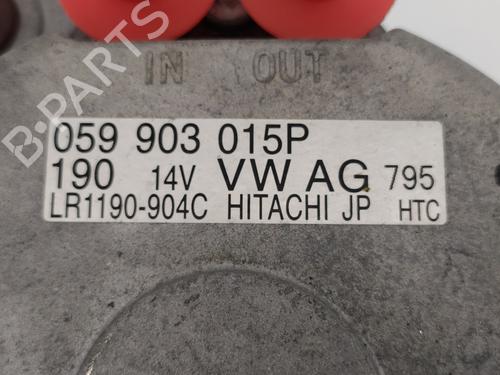 IN OUT
059 903 015P
190 14V VW AG 795
LR1190-904C HITACHI JP HTC
B-PARTS